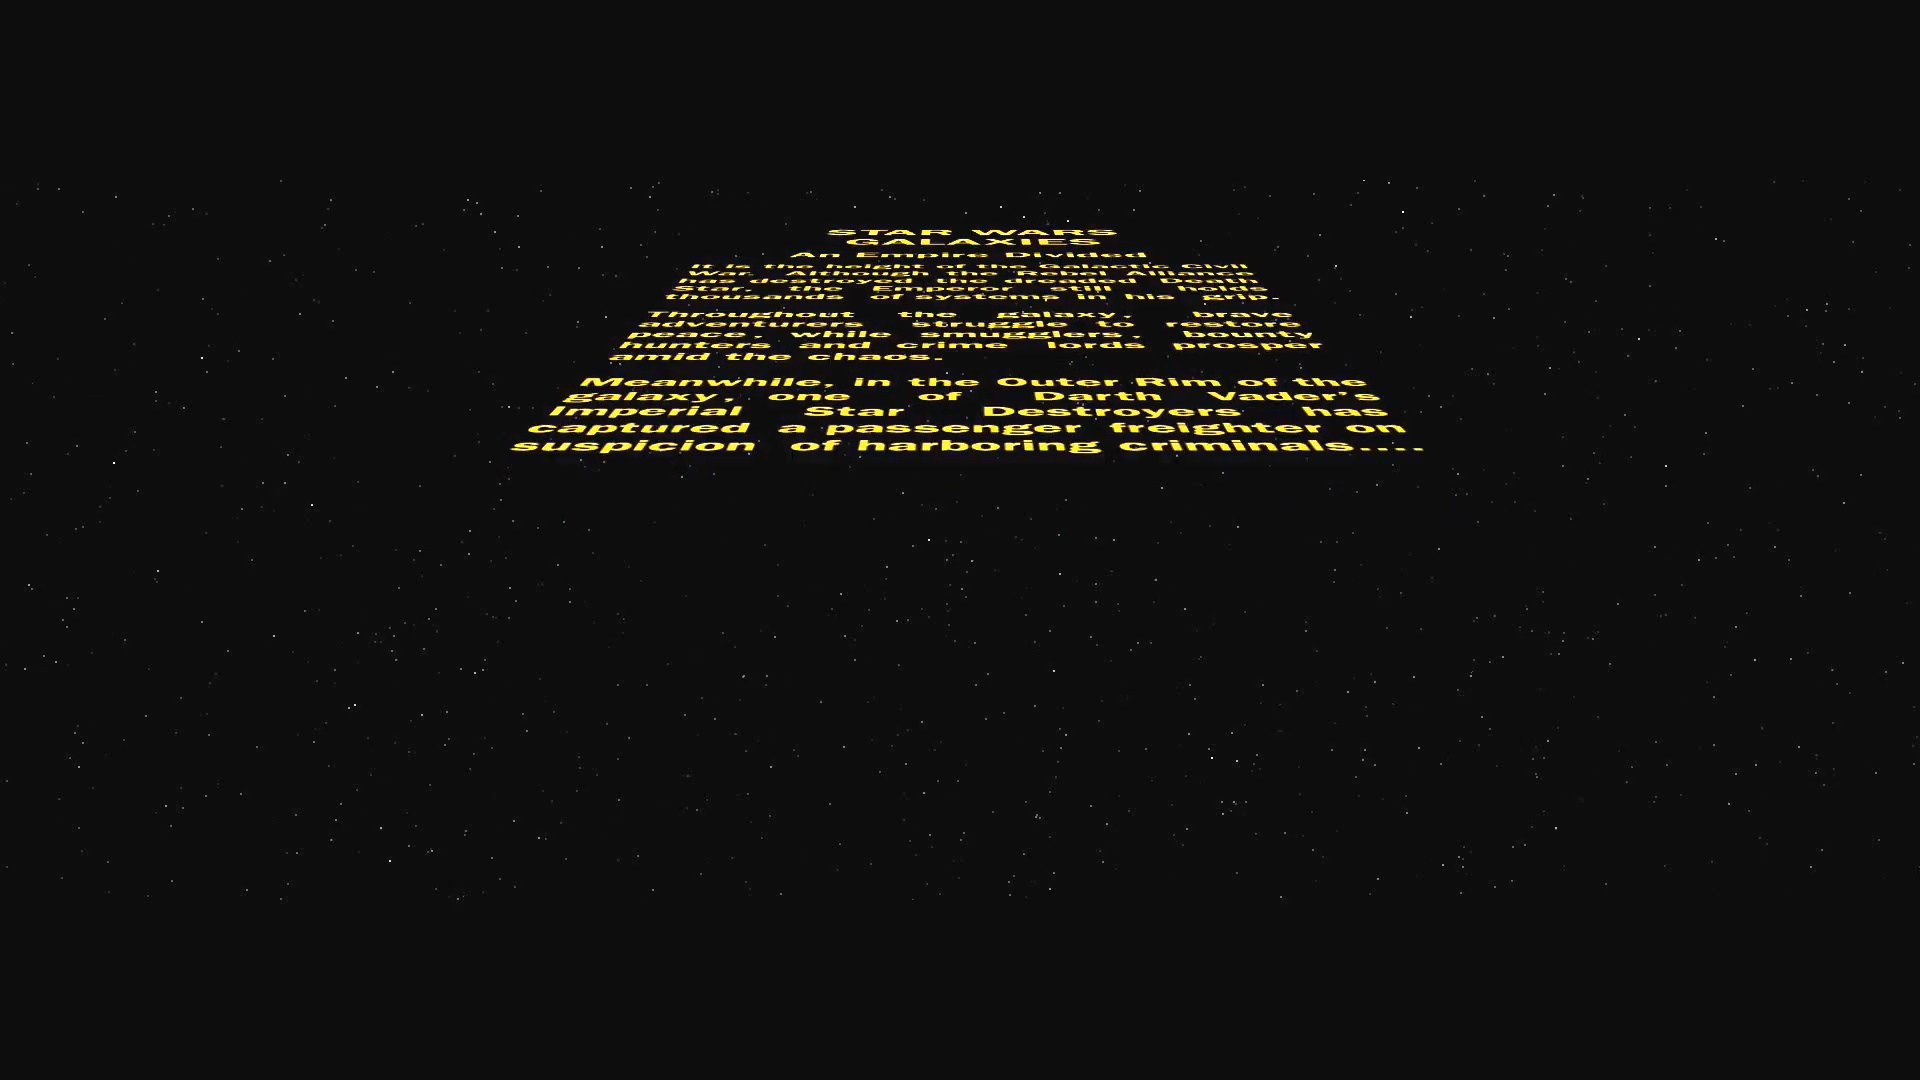 STAR WARS
GALAXIES
An Empire Divided
It is the height of the Galactic Civil
War. Although the Rebel Alliance
has destroyed the dreaded Death
Star, the Emperor still holds
thousands of systems in his grip.
Throughout the galaxy, brave
adventurers struggle to restore
peace, while smugglers, bounty
hunters and crime lords prosper
amid the chaos.
Meanwhile, in the Outer Rim of the
galaxy, one of Darth Vader's
Imperial Star Destroyers has
captured a passenger freighter on
suspicion of harboring criminals....